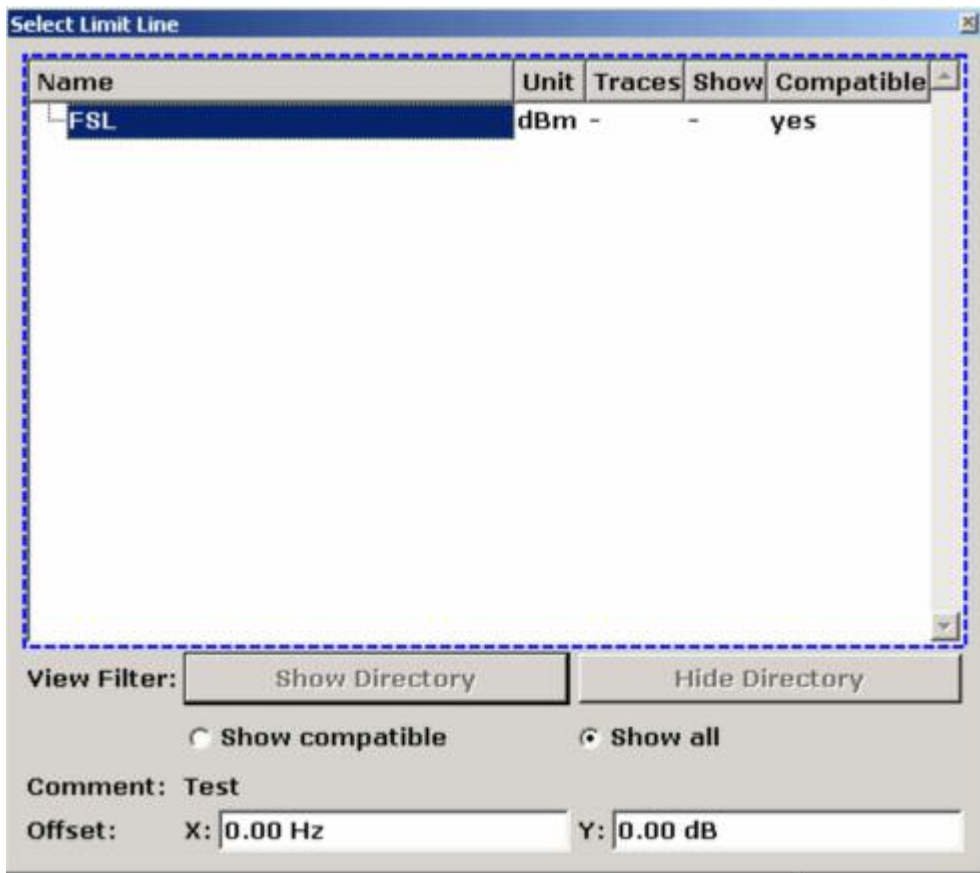 Select Limit Line
Name Unit Traces Show Compatible
FSL dBm - - yes
View Filter: Show Directory Hide Directory
Show compatible Show all
Comment: Test
Offset: X: 0.00 Hz Y: 0.00 dB